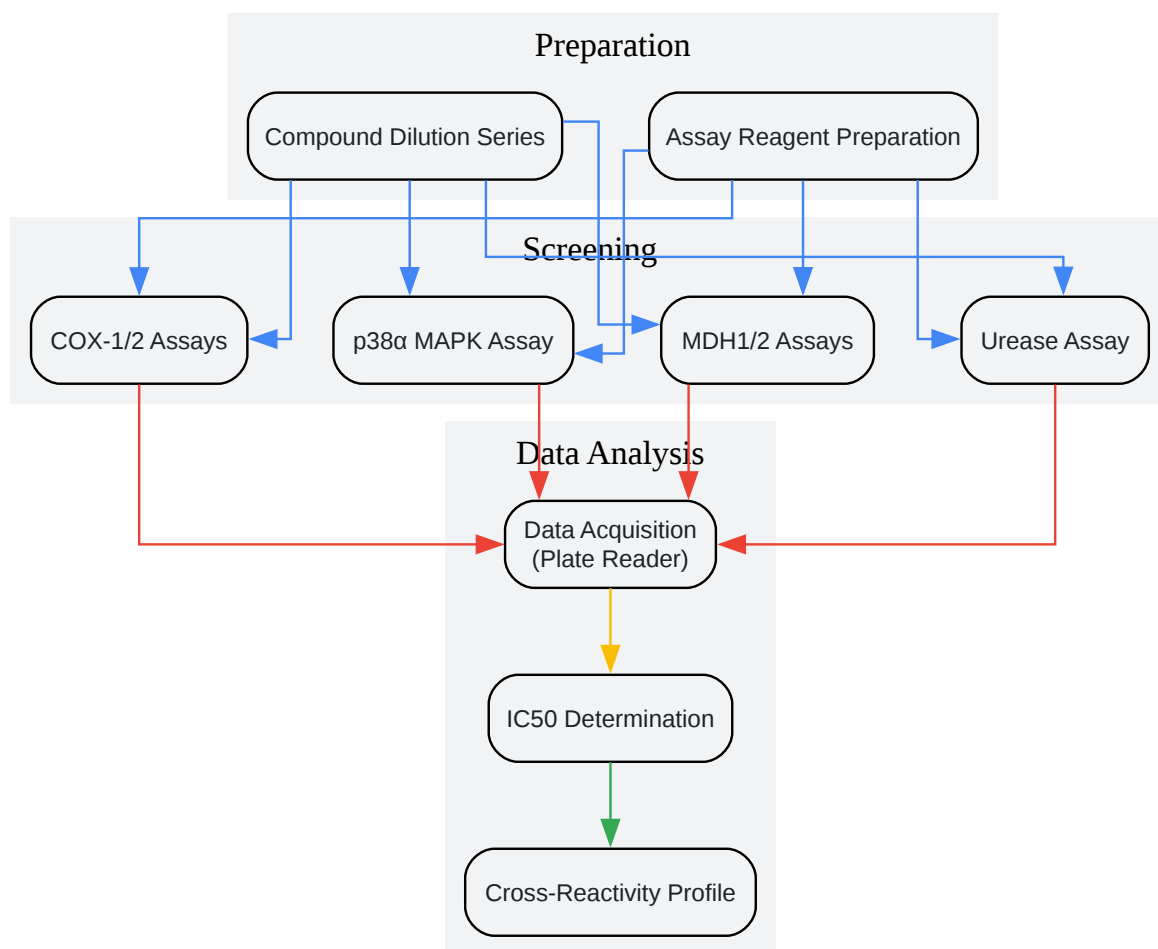 Preparation
Compound Dilution Series
Assay Reagent Preparation
Screening
COX-1/2 Assays
p38α MAPK Assay
MDH1/2 Assays
Urease Assay
Data Analysis
Data Acquisition
(Plate Reader)
IC50 Determination
Cross-Reactivity Profile